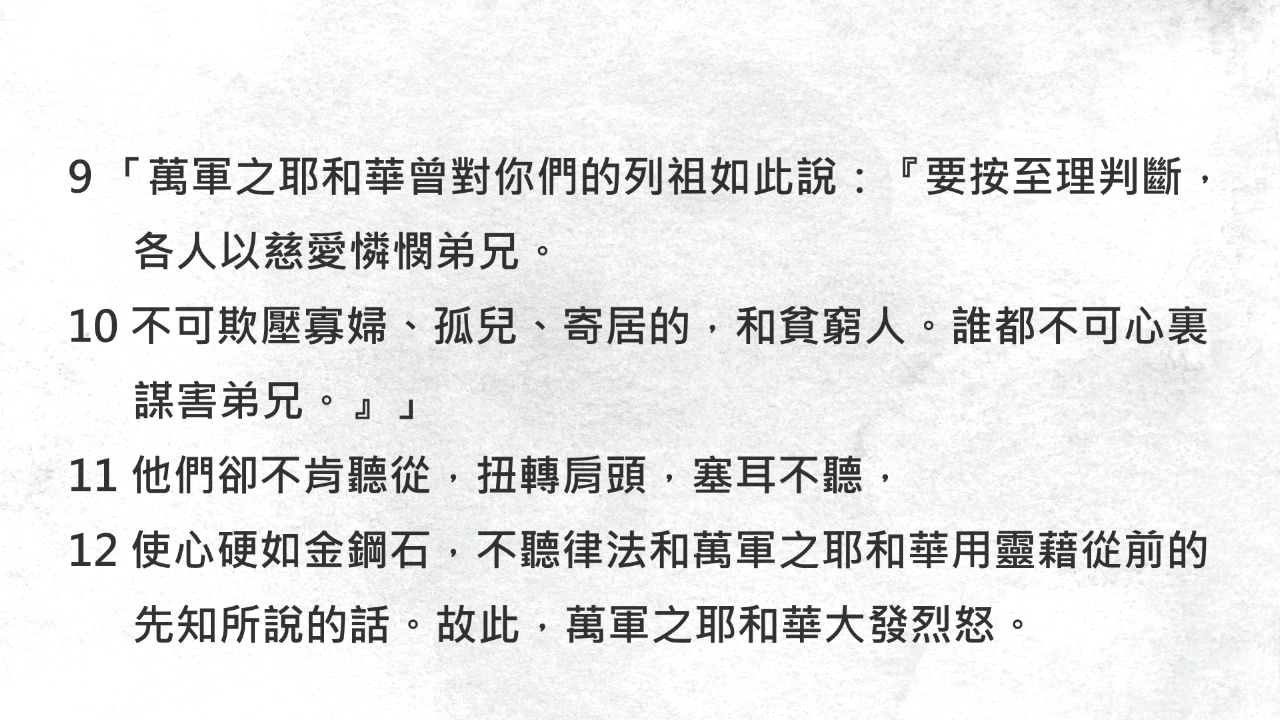 9 「萬軍之耶和華曾對你們的列祖如此說：『要按至理判斷，
各人以慈愛憐憫弟兄。
10 不可欺壓寡婦、孤兒、寄居的，和貧窮人。誰都不可心裏
謀害弟兄。』」
11 他們卻不肯聽從，扭轉肩頭，塞耳不聽，
12 使心硬如金鋼石，不聽律法和萬軍之耶和華用靈藉從前的
先知所說的話。故此，萬軍之耶和華大發烈怒。